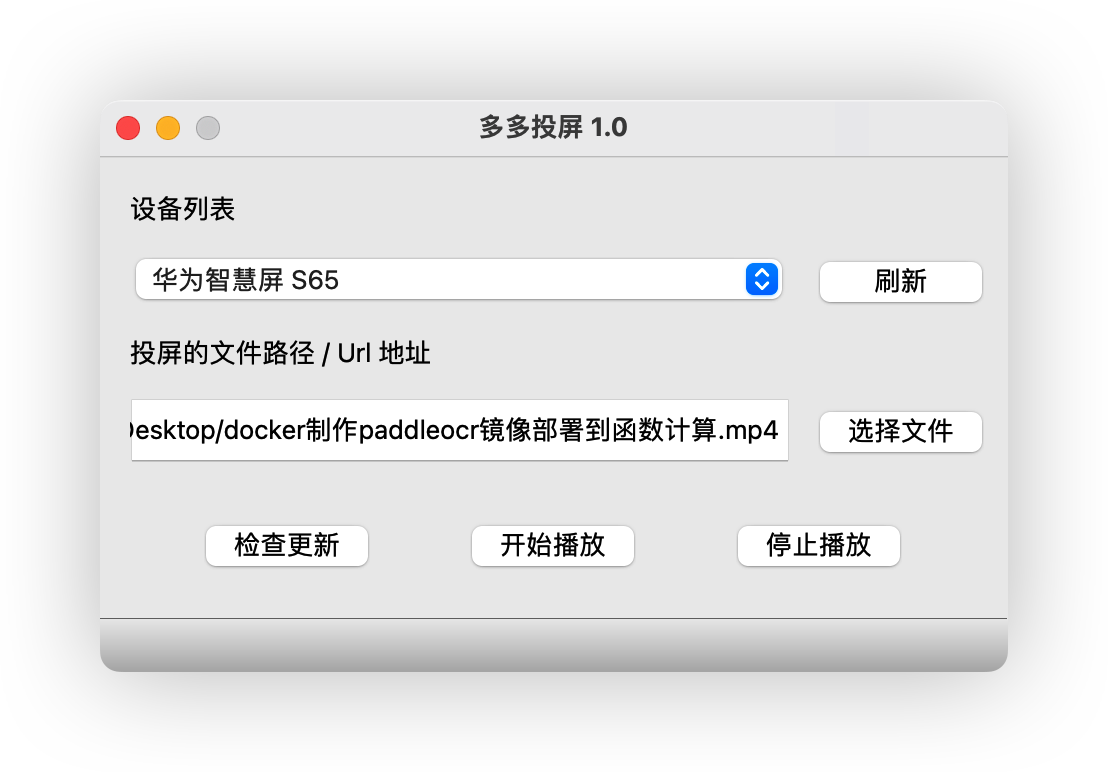 多多投屏 1.0
设备列表
华为智慧屏 S65
刷新
投屏的文件路径 / Url 地址
esktop/docker制作paddleocr镜像部署到函数计算.mp4
选择文件
检查更新
开始播放
停止播放